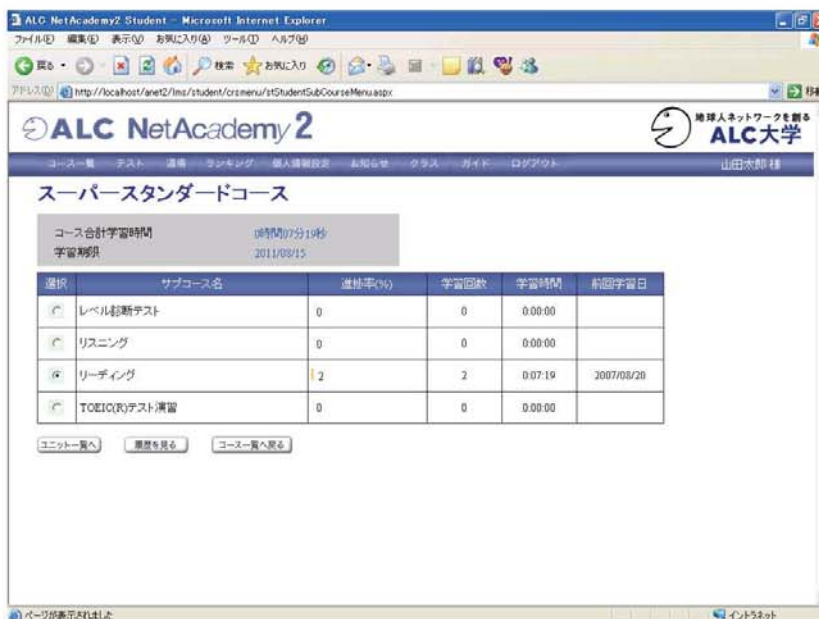 ALC NetAcademy2 Student - Microsoft Internet Explorer
ファイル(F) 編集(E) 表示(V) お気に入り(A) ツール(T) ヘルプ(H)
戻る 検索 お気に入り
アドレス(D) http://localhost/anet2/lms/student/crsmenu/stStudentSubCourseMenu.aspx 移動
ALC NetAcademy 2
地球人ネットワークを創る
ALC大学
コース一覧 テスト 道場 ランキング 個人情報設定 お知らせ クラス ガイド ログアウト 山田太郎様
スーパースタンダードコース
コース合計学習時間 0時間07分19秒
学習期限 2011/08/15
選択 サブコース名 進捗率(%) 学習回数 学習時間 前回学習日
レベル診断テスト 0 0 0:00:00
リスニング 0 0 0:00:00
リーディング 2 2 0:07:19 2007/08/20
TOEIC(R)テスト演習 0 0 0:00:00
ユニット一覧へ 履歴を見る コース一覧へ戻る
ページが表示されました イントラネット